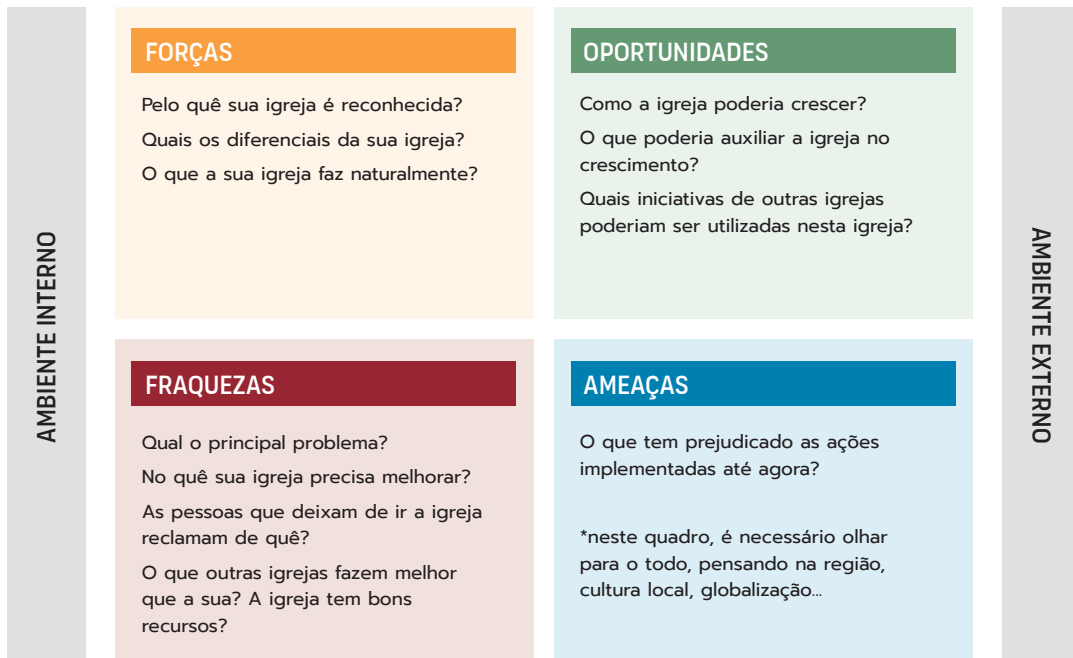 AMBIENTE INTERNO
FORÇAS
Pelo quê sua igreja é reconhecida?
Quais os diferenciais da sua igreja?
O que a sua igreja faz naturalmente?
OPORTUNIDADES
Como a igreja poderia crescer?
O que poderia auxiliar a igreja no
crescimento?
Quais iniciativas de outras igrejas
poderiam ser utilizadas nesta igreja?
FRAQUEZAS
Qual o principal problema?
No quê sua igreja precisa melhorar?
As pessoas que deixam de ir a igreja
reclamam de quê?
O que outras igrejas fazem melhor
que a sua? A igreja tem bons
recursos?
AMEAÇAS
O que tem prejudicado as ações
implementadas até agora?
*neste quadro, é necessário olhar
para o todo, pensando na região,
cultura local, globalização...
AMBIENTE EXTERNO